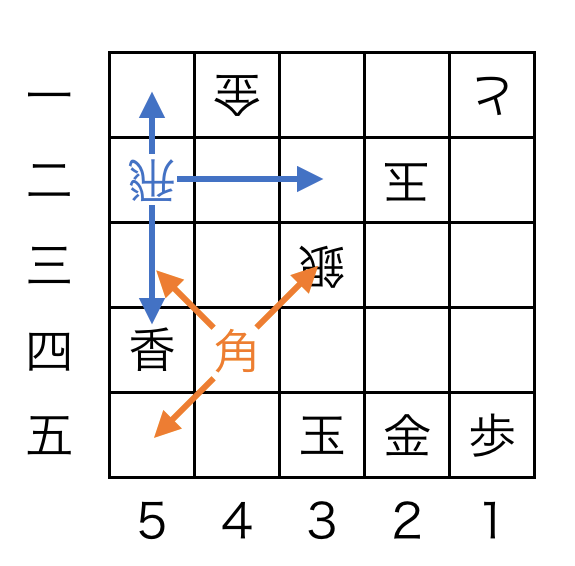 一 金 と
二 飛 玉
三 銀
四 香 角
五 玉 金 歩
5 4 3 2 1